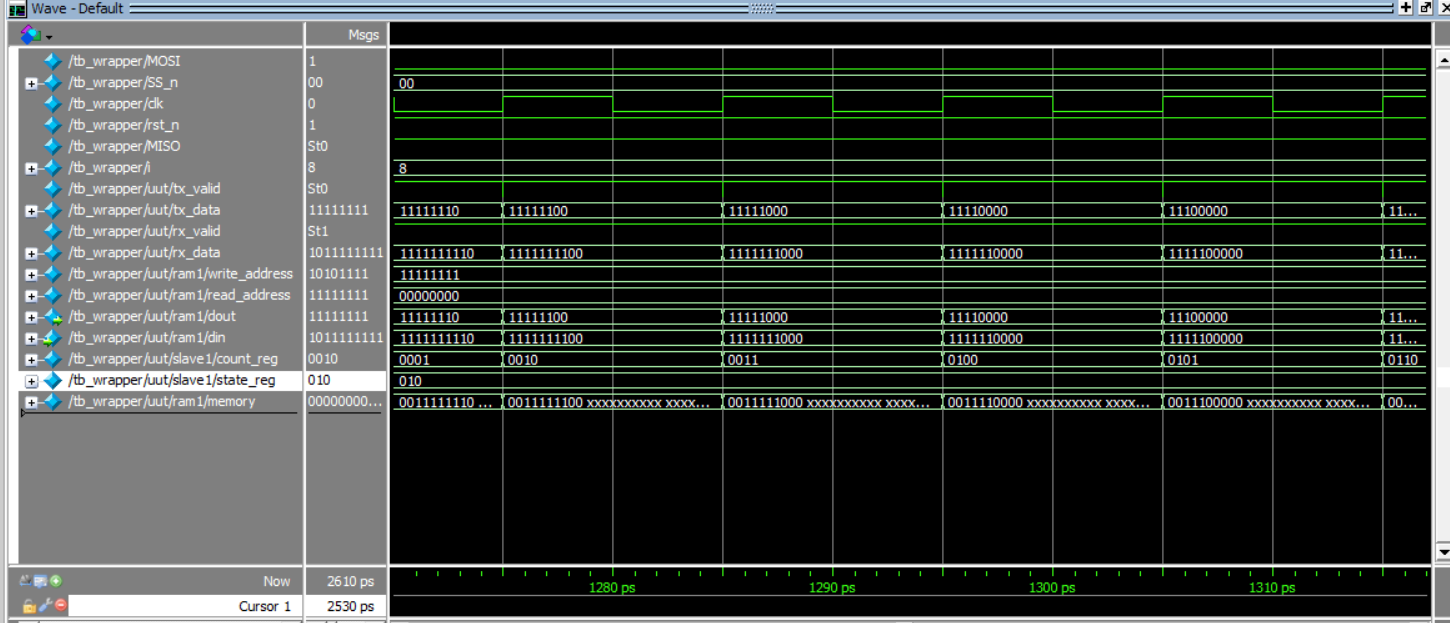 Wave - Default
Msgs
/tb_wrapper/MOSI 1
/tb_wrapper/SS_n 00 00
/tb_wrapper/clk 0
/tb_wrapper/rst_n 1
/tb_wrapper/MISO St0
/tb_wrapper/i 8 8
/tb_wrapper/uut/tx_valid St0
/tb_wrapper/uut/tx_data 11111111 11111110 11111100 11111000 11110000 11100000 11...
/tb_wrapper/uut/rx_valid St1
/tb_wrapper/uut/rx_data 1011111111 1111111110 1111111100 1111111000 1111110000 1111100000 11...
/tb_wrapper/uut/ram1/write_address 10101111 11111111
/tb_wrapper/uut/ram1/read_address 11111111 00000000
/tb_wrapper/uut/ram1/dout 11111111 11111110 11111100 11111000 11110000 11100000 11...
/tb_wrapper/uut/ram1/din 1011111111 1111111110 1111111100 1111111000 1111110000 1111100000 11...
/tb_wrapper/uut/slave1/count_reg 0010 0001 0010 0011 0100 0101 0110
/tb_wrapper/uut/slave1/state_reg 010 010
/tb_wrapper/uut/ram1/memory 00000000... 0011111110 ... 0011111100 xxxxxxxxxx xxxx... 0011111000 xxxxxxxxxx xxxx... 0011110000 xxxxxxxxxx xxxx... 0011100000 xxxxxxxxxx xxxx... 00...
Now 2610 ps
1280 ps 1290 ps 1300 ps 1310 ps
Cursor 1 2530 ps